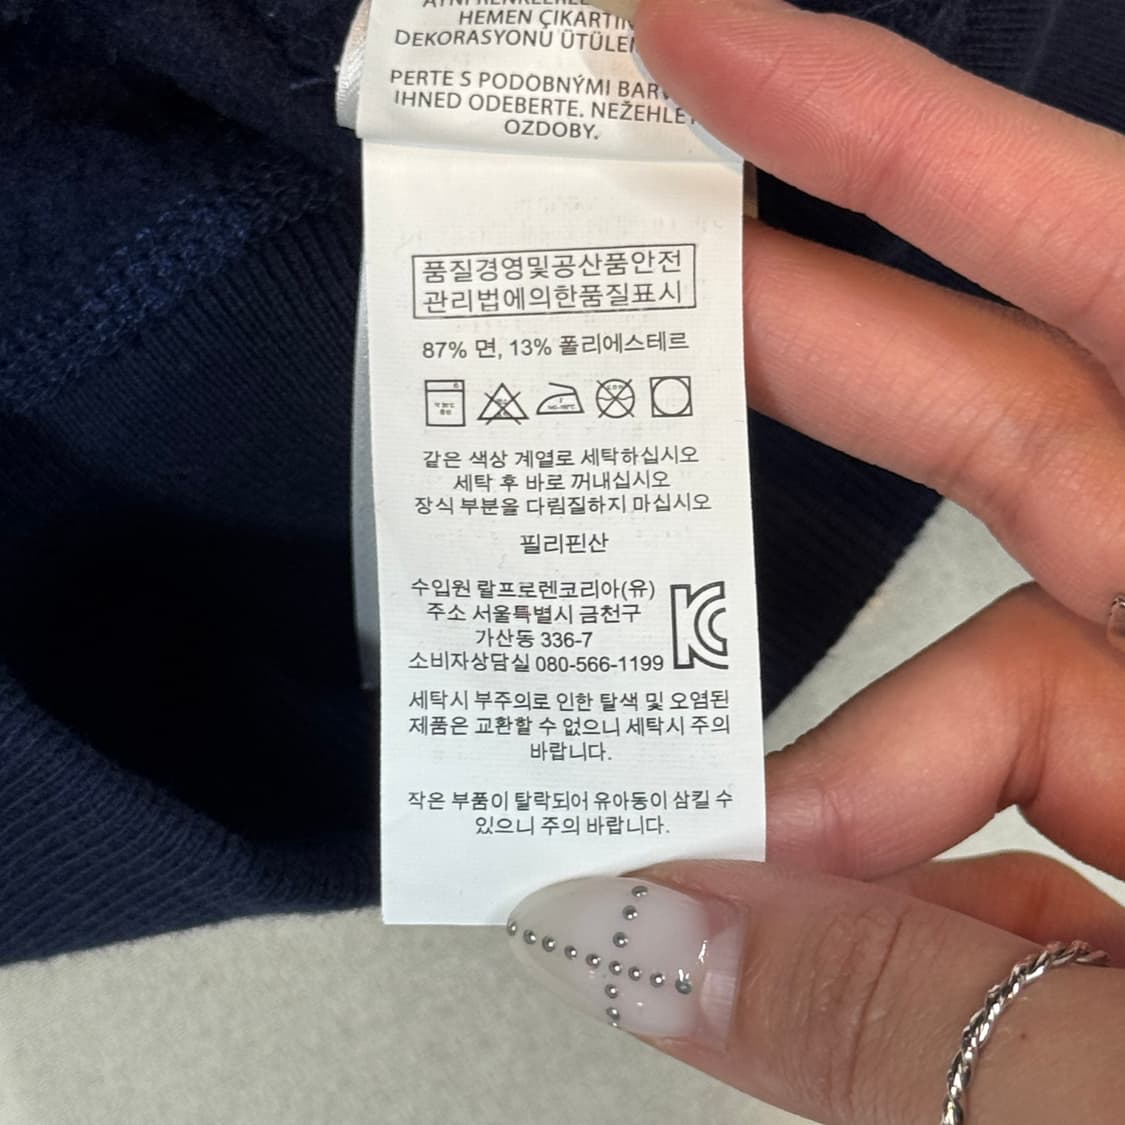 HEMEN ÇIKARTIN
DEKORASYONU ÜTÜLE
PERTE S PODOBNÝMI BAR
IHNED ODEBERTE. NEŽEHLE
OZDOBY.
품질경영및공산품안전
관리법에의한품질표시
87% 면, 13% 폴리에스테르
같은 색상 계열로 세탁하십시오
세탁 후 바로 꺼내십시오
장식 부분을 다림질하지 마십시오
필리핀산
수입원 랄프로렌코리아(유)
주소 서울특별시 금천구
가산동 336-7
소비자상담실 080-566-1199
세탁시 부주의로 인한 탈색 및 오염된
제품은 교환할 수 없으니 세탁시 주의
바랍니다.
작은 부품이 탈락되어 유아동이 삼킬 수
있으니 주의 바랍니다.